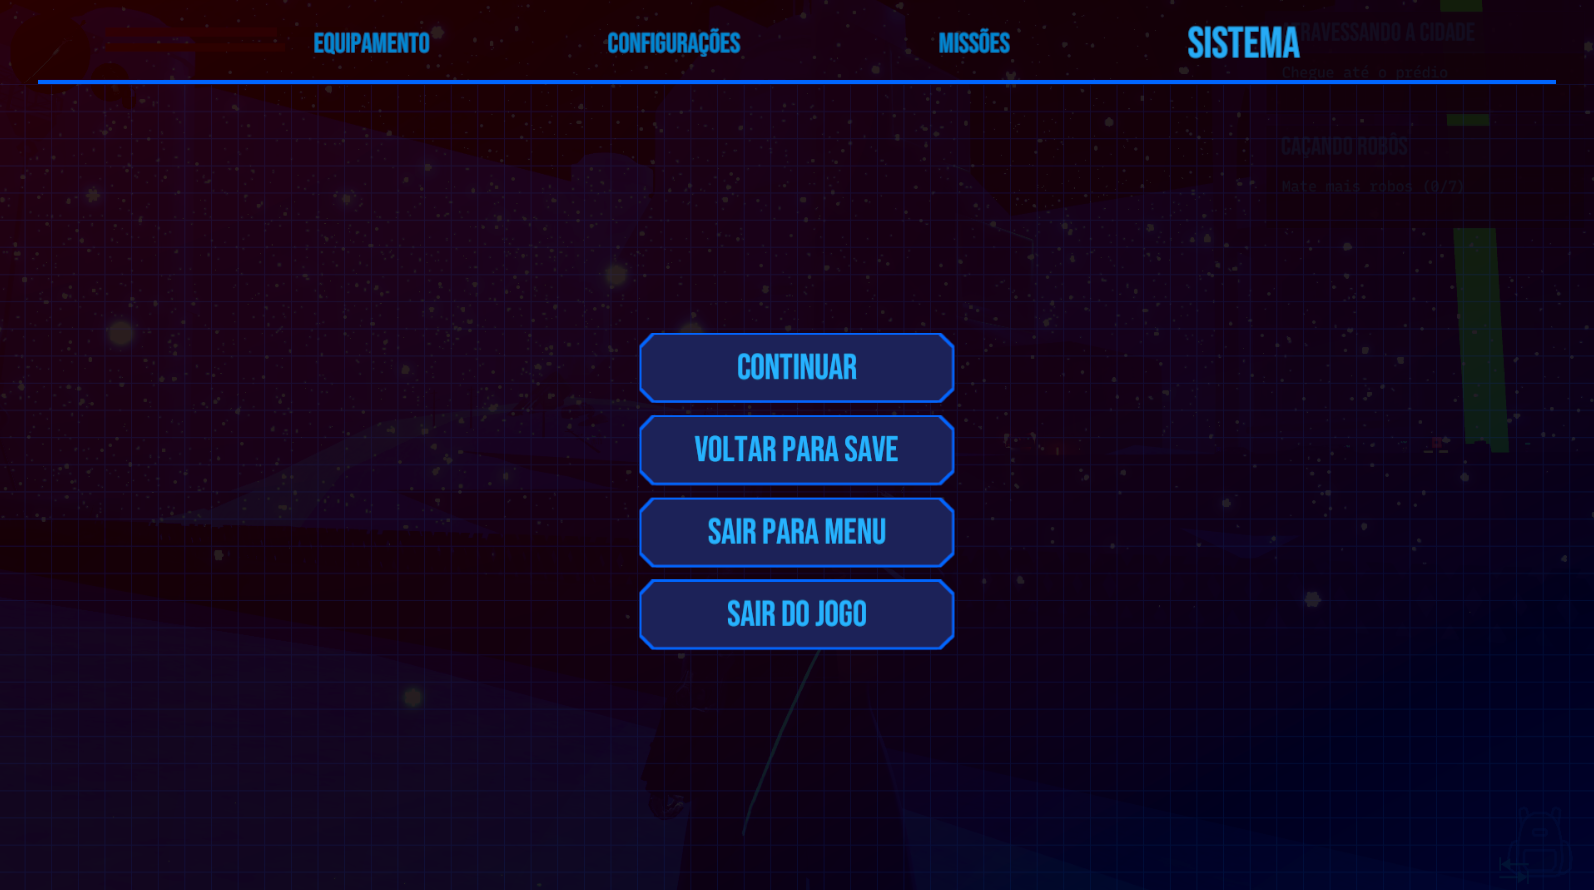 EQUIPAMENTO
CONFIGURAÇÕES
MISSÕES
SISTEMA
ATRAVESSANDO A CIDADE
Chegue até o prédio
CAÇANDO ROBÔS
Mate mais robos (0/7)
CONTINUAR
VOLTAR PARA SAVE
SAIR PARA MENU
SAIR DO JOGO